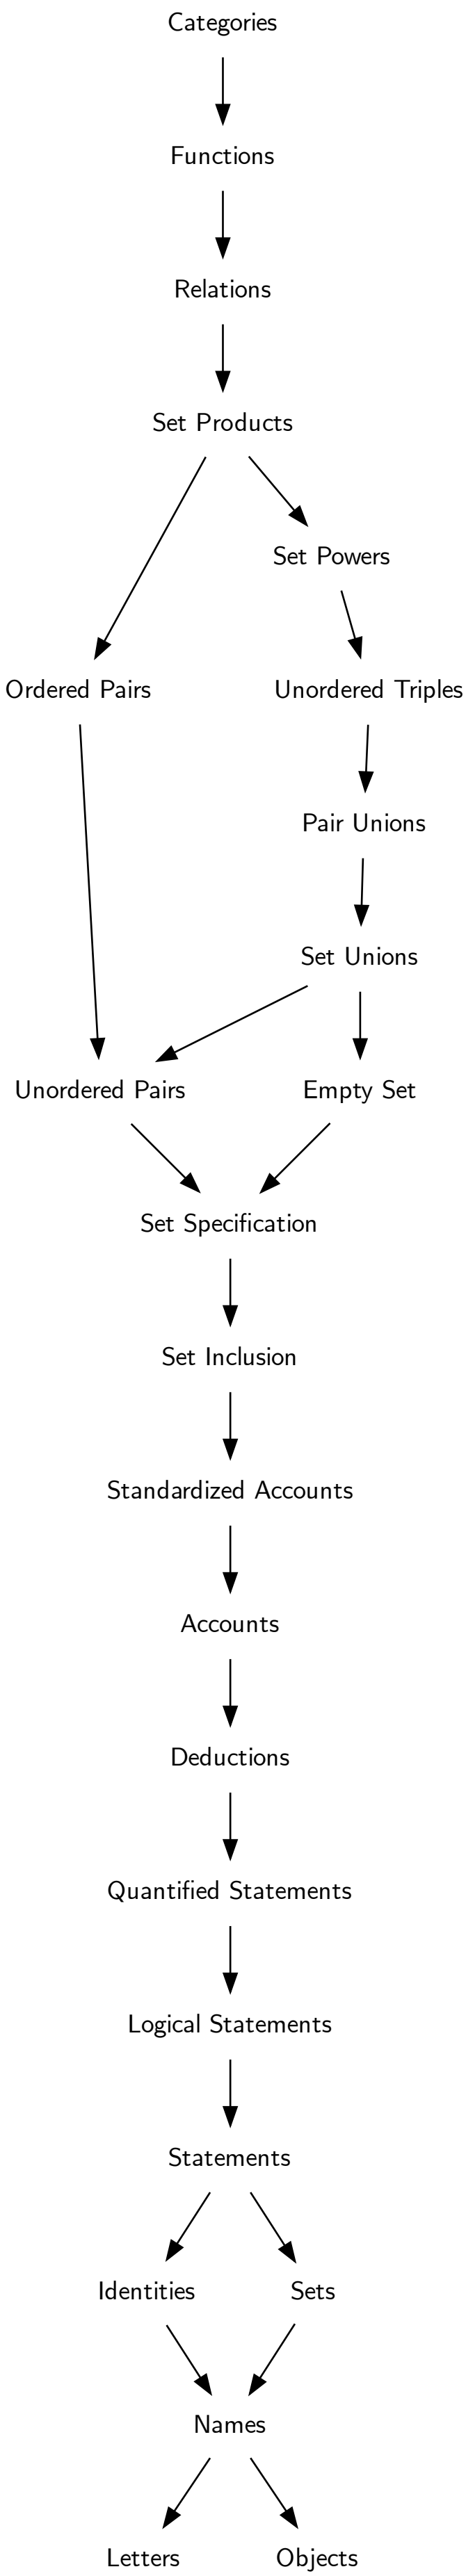 Categories
Functions
Relations
Set Products
Set Powers
Ordered Pairs
Unordered Triples
Pair Unions
Set Unions
Unordered Pairs
Empty Set
Set Specification
Set Inclusion
Standardized Accounts
Accounts
Deductions
Quantified Statements
Logical Statements
Statements
Identities
Sets
Names
Letters
Objects